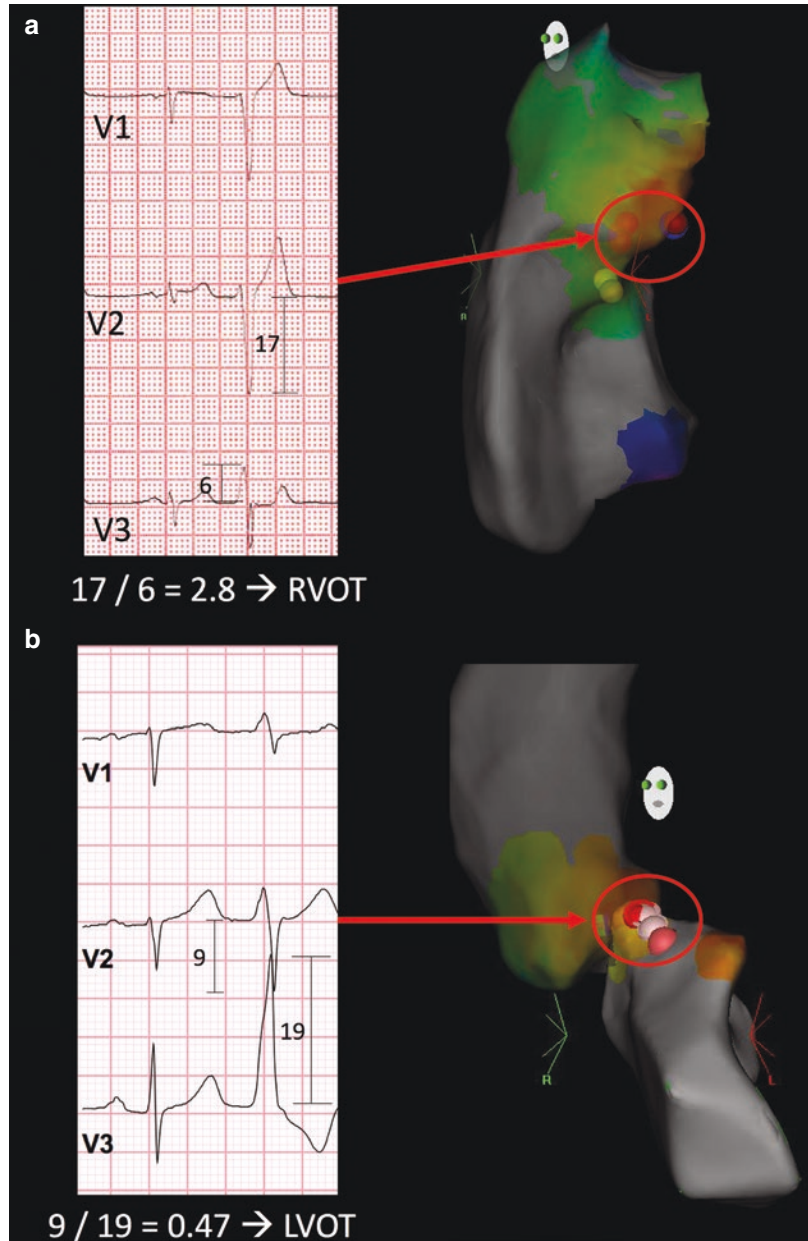 a
V1
V2
17
6
V3
R
L
17 / 6 = 2.8 → RVOT
b
V1
V2
9
19
V3
R
L
9 / 19 = 0.47 → LVOT